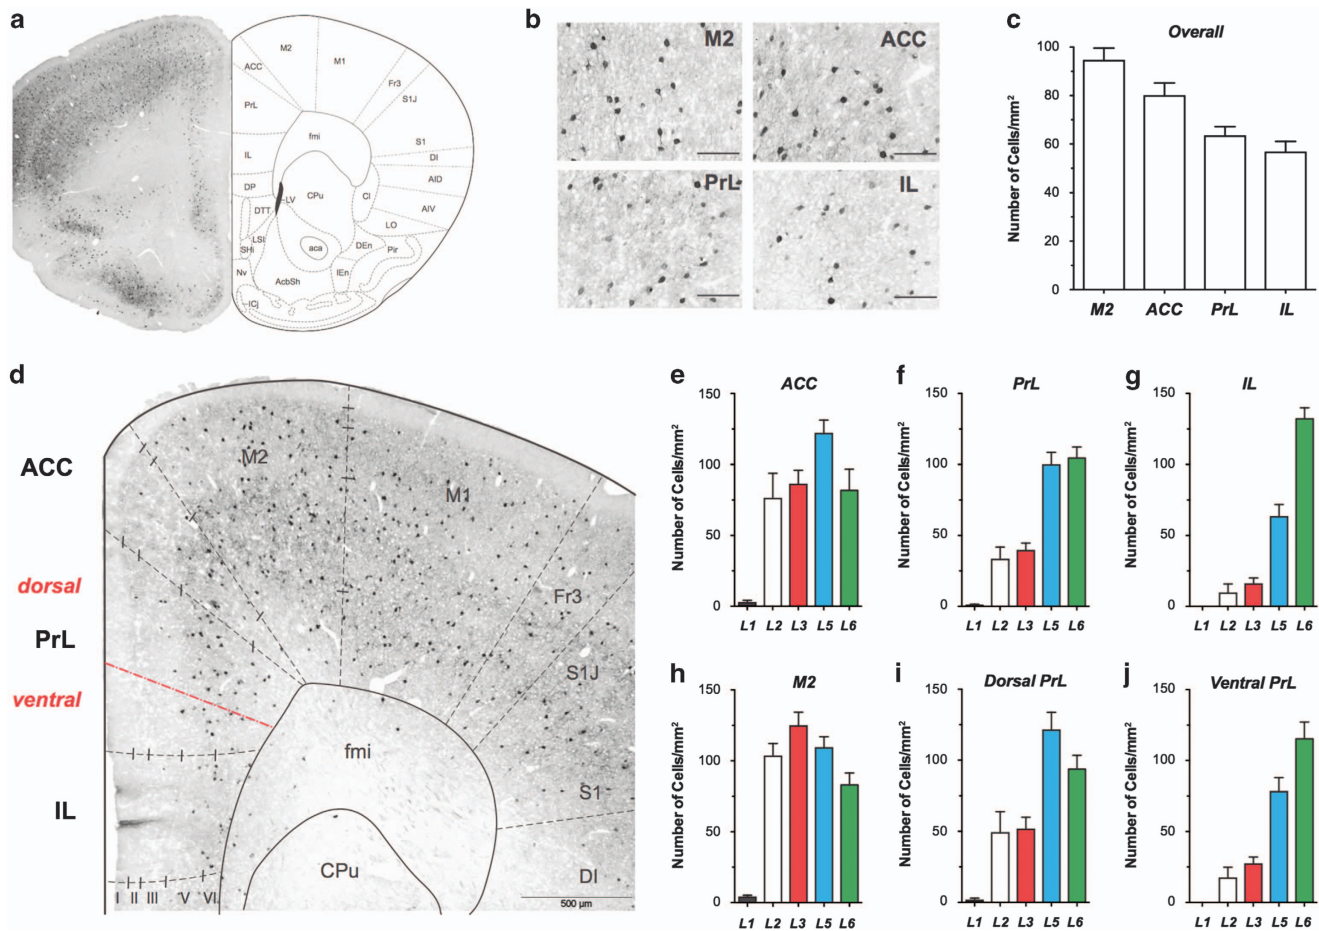 a
M2
M1
ACC
Fr3
S1J
PrL
fmi
S1
IL
DI
AID
DP
LV
CPu
Cl
AIV
DTT
LO
LSI
SHi
aca
DEn
Pir
Nv
AcbSh
IEn
ICj
b
M2
ACC
PrL
IL
c
Overall
Number of Cells/mm²
100
80
60
40
20
0
M2 ACC PrL IL
d
ACC
dorsal
PrL
ventral
IL
M2
M1
Fr3
S1J
fmi
S1
CPu
DI
I II III V VI
500 µm
e
ACC
Number of Cells/mm²
150
100
50
0
L1 L2 L3 L5 L6
f
PrL
Number of Cells/mm²
150
100
50
0
L1 L2 L3 L5 L6
g
IL
Number of Cells/mm²
150
100
50
0
L1 L2 L3 L5 L6
h
M2
Number of Cells/mm²
150
100
50
0
L1 L2 L3 L5 L6
i
Dorsal PrL
Number of Cells/mm²
150
100
50
0
L1 L2 L3 L5 L6
j
Ventral PrL
Number of Cells/mm²
150
100
50
0
L1 L2 L3 L5 L6